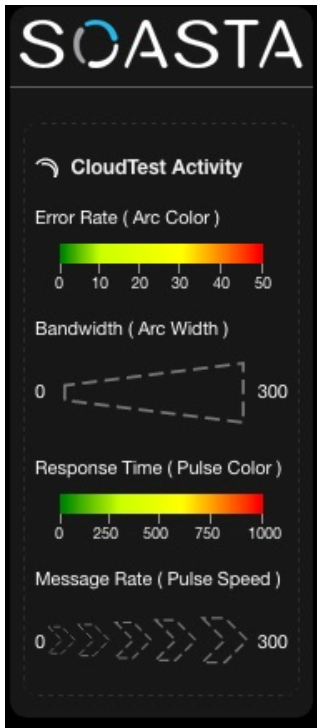 SOASTA
CloudTest Activity
Error Rate ( Arc Color )
0 10 20 30 40 50
Bandwidth ( Arc Width )
0 300
Response Time ( Pulse Color )
0 250 500 750 1000
Message Rate ( Pulse Speed )
0 300